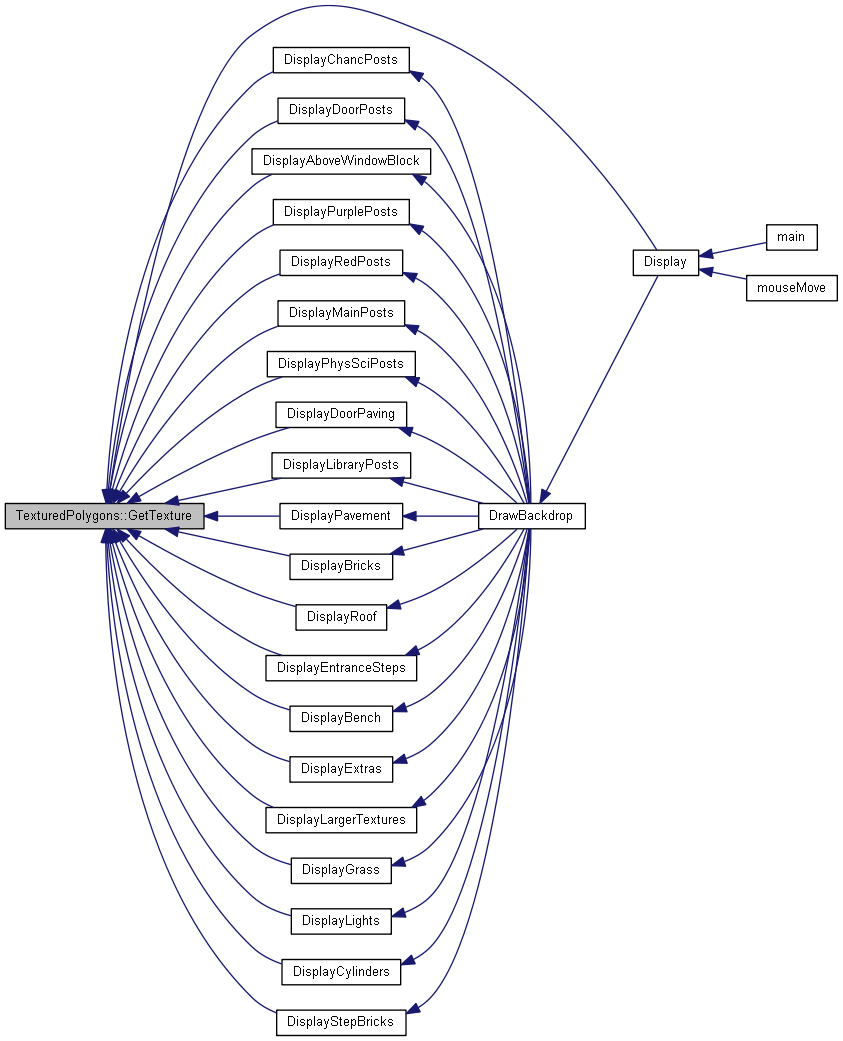 DisplayChancPosts
DisplayDoorPosts
DisplayAboveWindowBlock
DisplayPurplePosts
DisplayRedPosts
DisplayMainPosts
DisplayPhysSciPosts
DisplayDoorPaving
DisplayLibraryPosts
TexturedPolygons::GetTexture
DisplayPavement
DrawBackdrop
DisplayBricks
DisplayRoof
DisplayEntranceSteps
DisplayBench
DisplayExtras
DisplayLargerTextures
DisplayGrass
DisplayLights
DisplayCylinders
DisplayStepBricks
Display
main
mouseMove